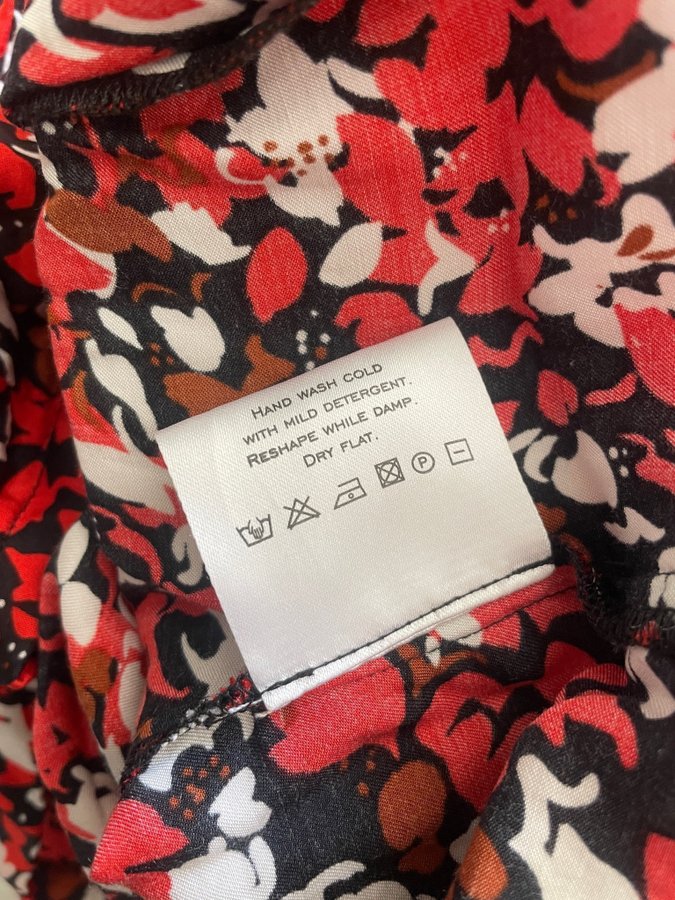 HAND WASH COLD
WITH MILD DETERGENT.
RESHAPE WHILE DAMP.
DRY FLAT.
P